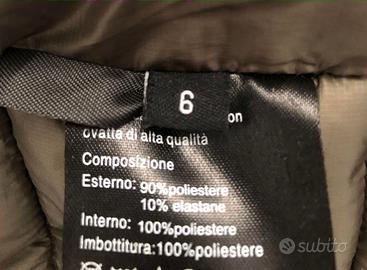 6
on
ovatta di alta qualità
Composizione
Esterno: 90%poliestere
10% elastane
Interno: 100%poliestere
Imbottitura:100%poliestere
subito